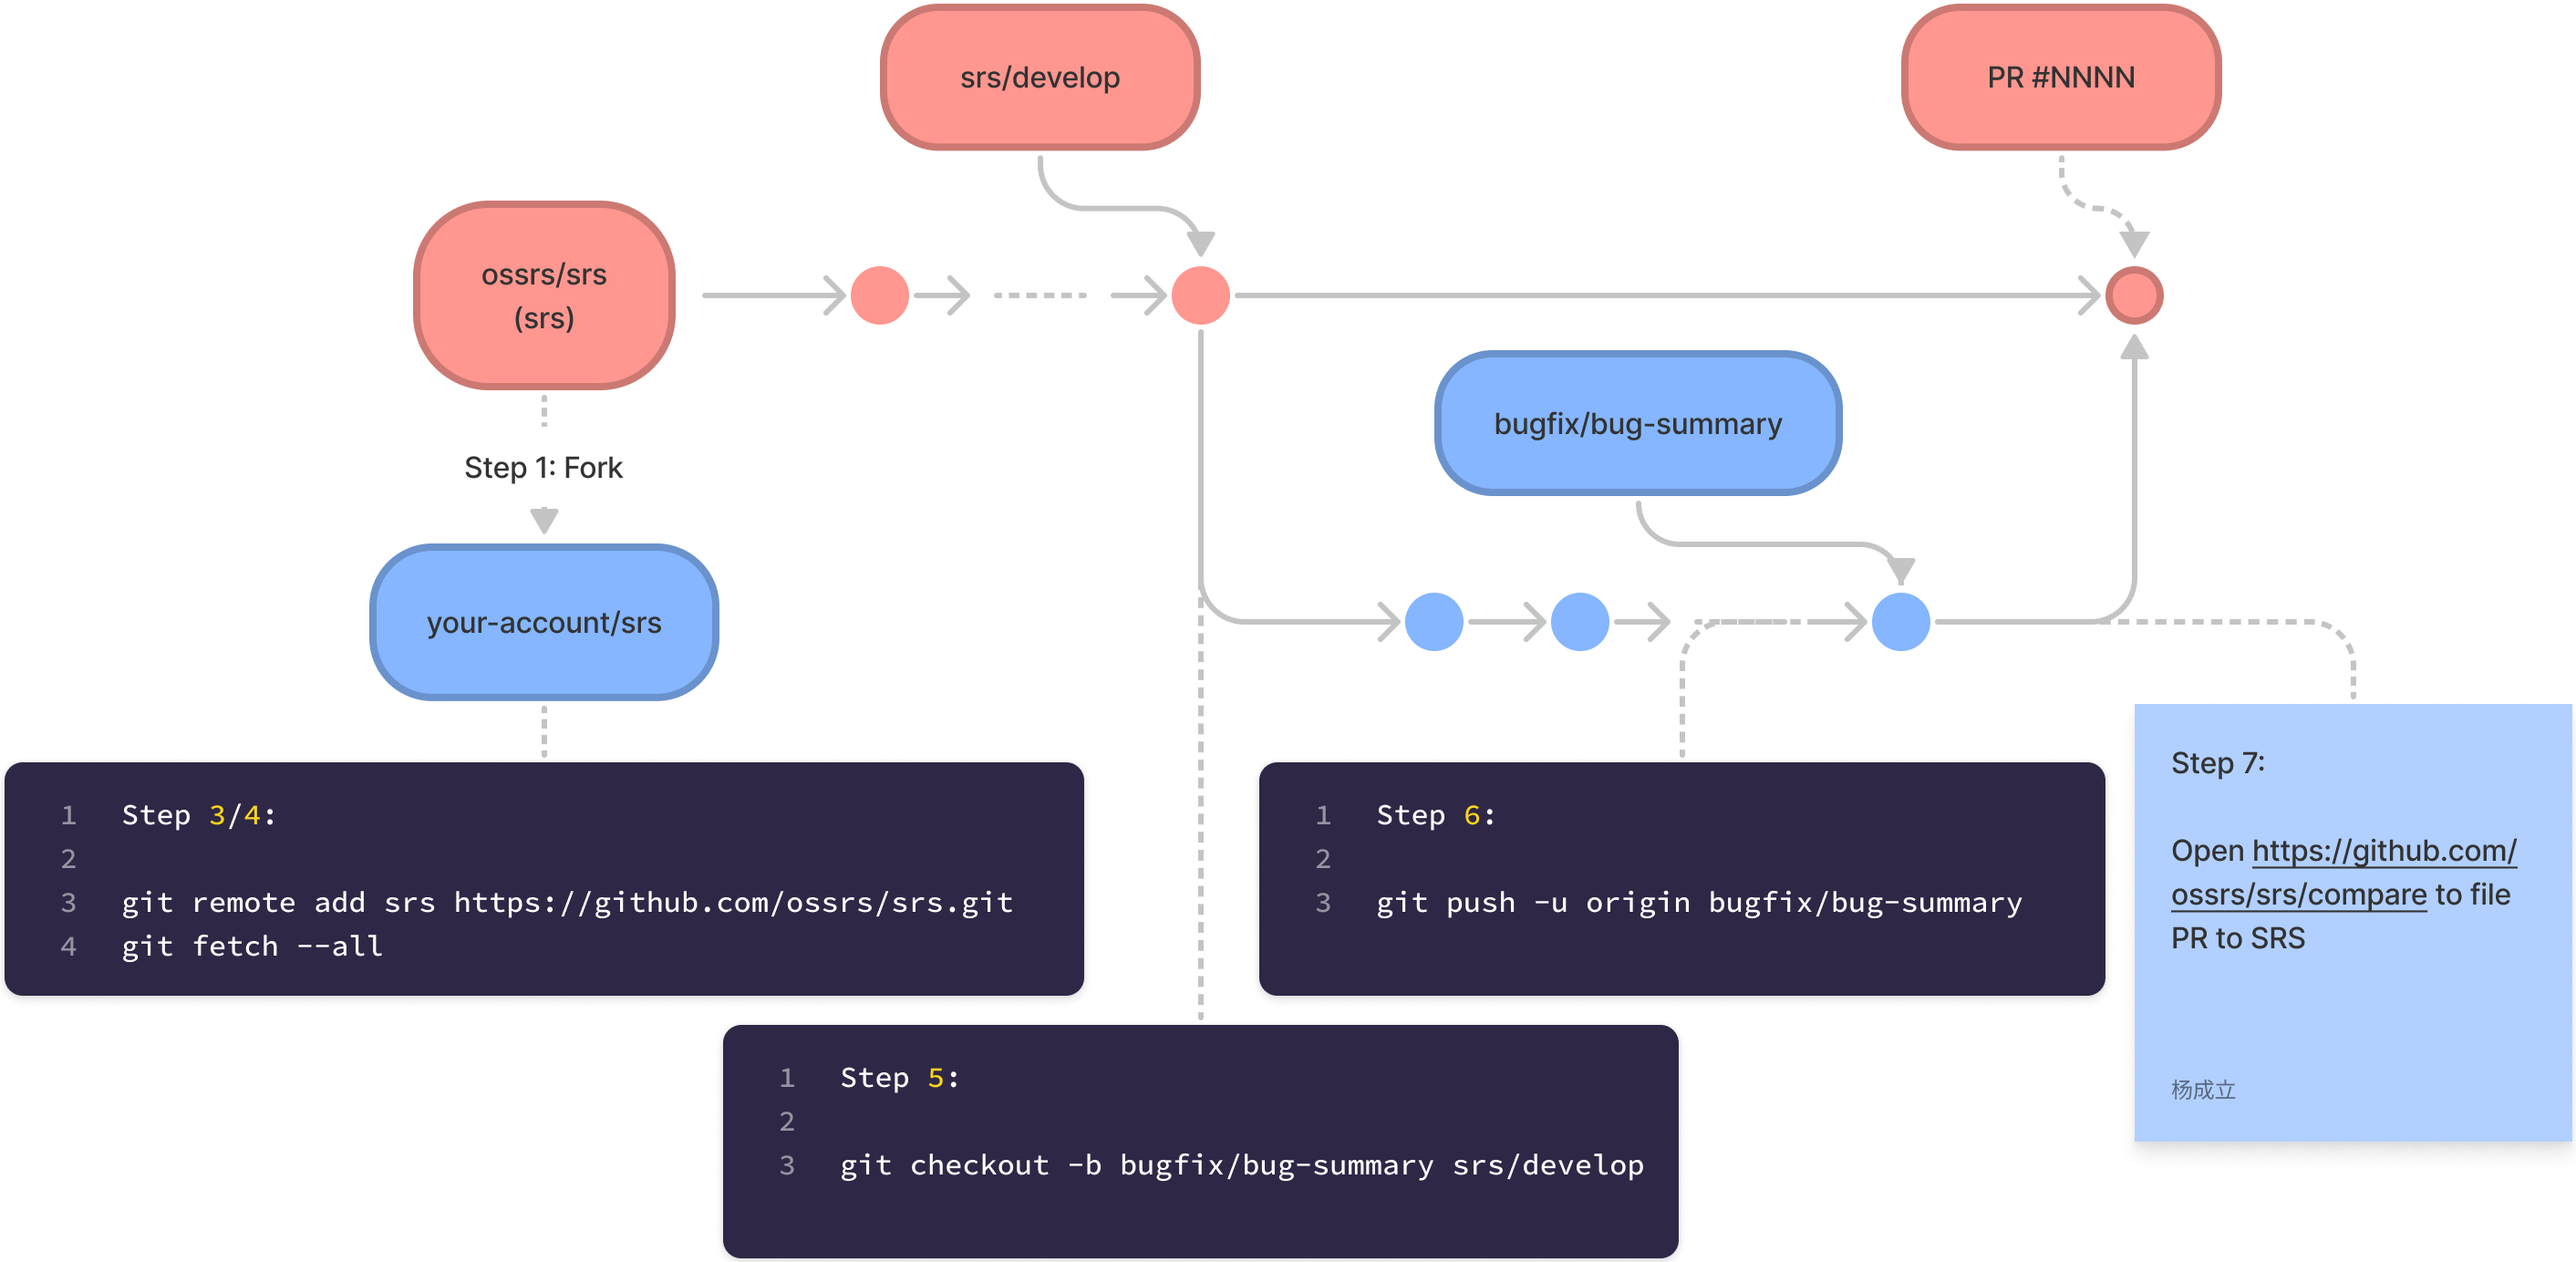 srs/develop
PR #NNNN
ossrs/srs
(srs)
bugfix/bug-summary
Step 1: Fork
your-account/srs
1 Step 3/4:
2
3 git remote add srs https://github.com/ossrs/srs.git
4 git fetch --all
1 Step 6:
2
3 git push -u origin bugfix/bug-summary
Step 7:
Open https://github.com/
ossrs/srs/compare to file
PR to SRS
杨成立
1 Step 5:
2
3 git checkout -b bugfix/bug-summary srs/develop